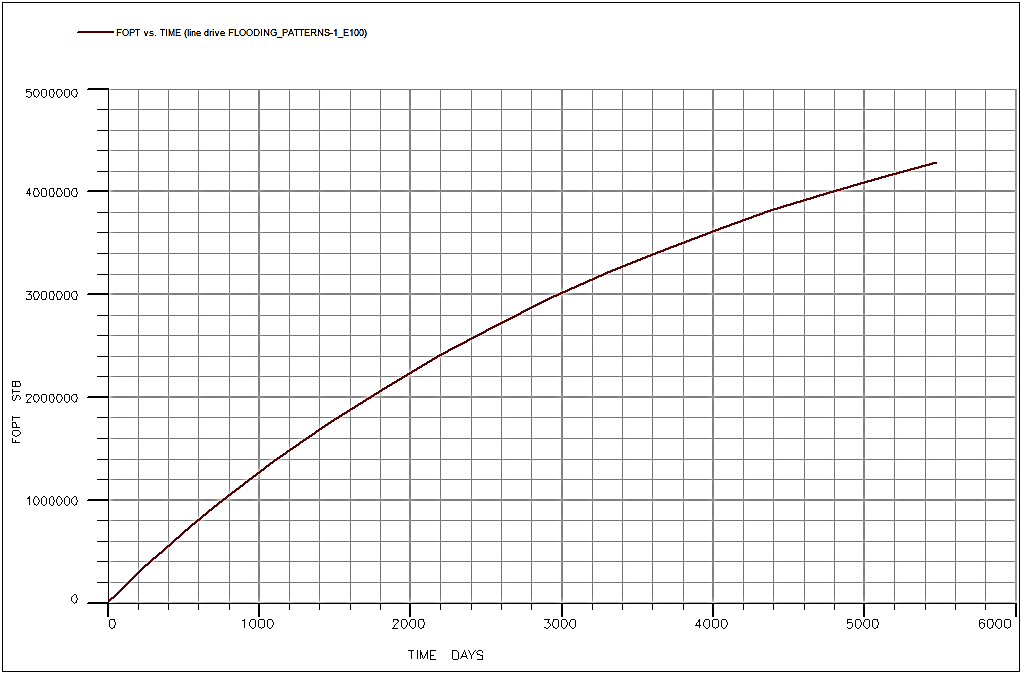 FOPT vs. TIME (line drive FLOODING_PATTERNS-1_E100)
5000000
4000000
3000000
2000000
1000000
0
FOPT STB
0 1000 2000 3000 4000 5000 6000
TIME DAYS